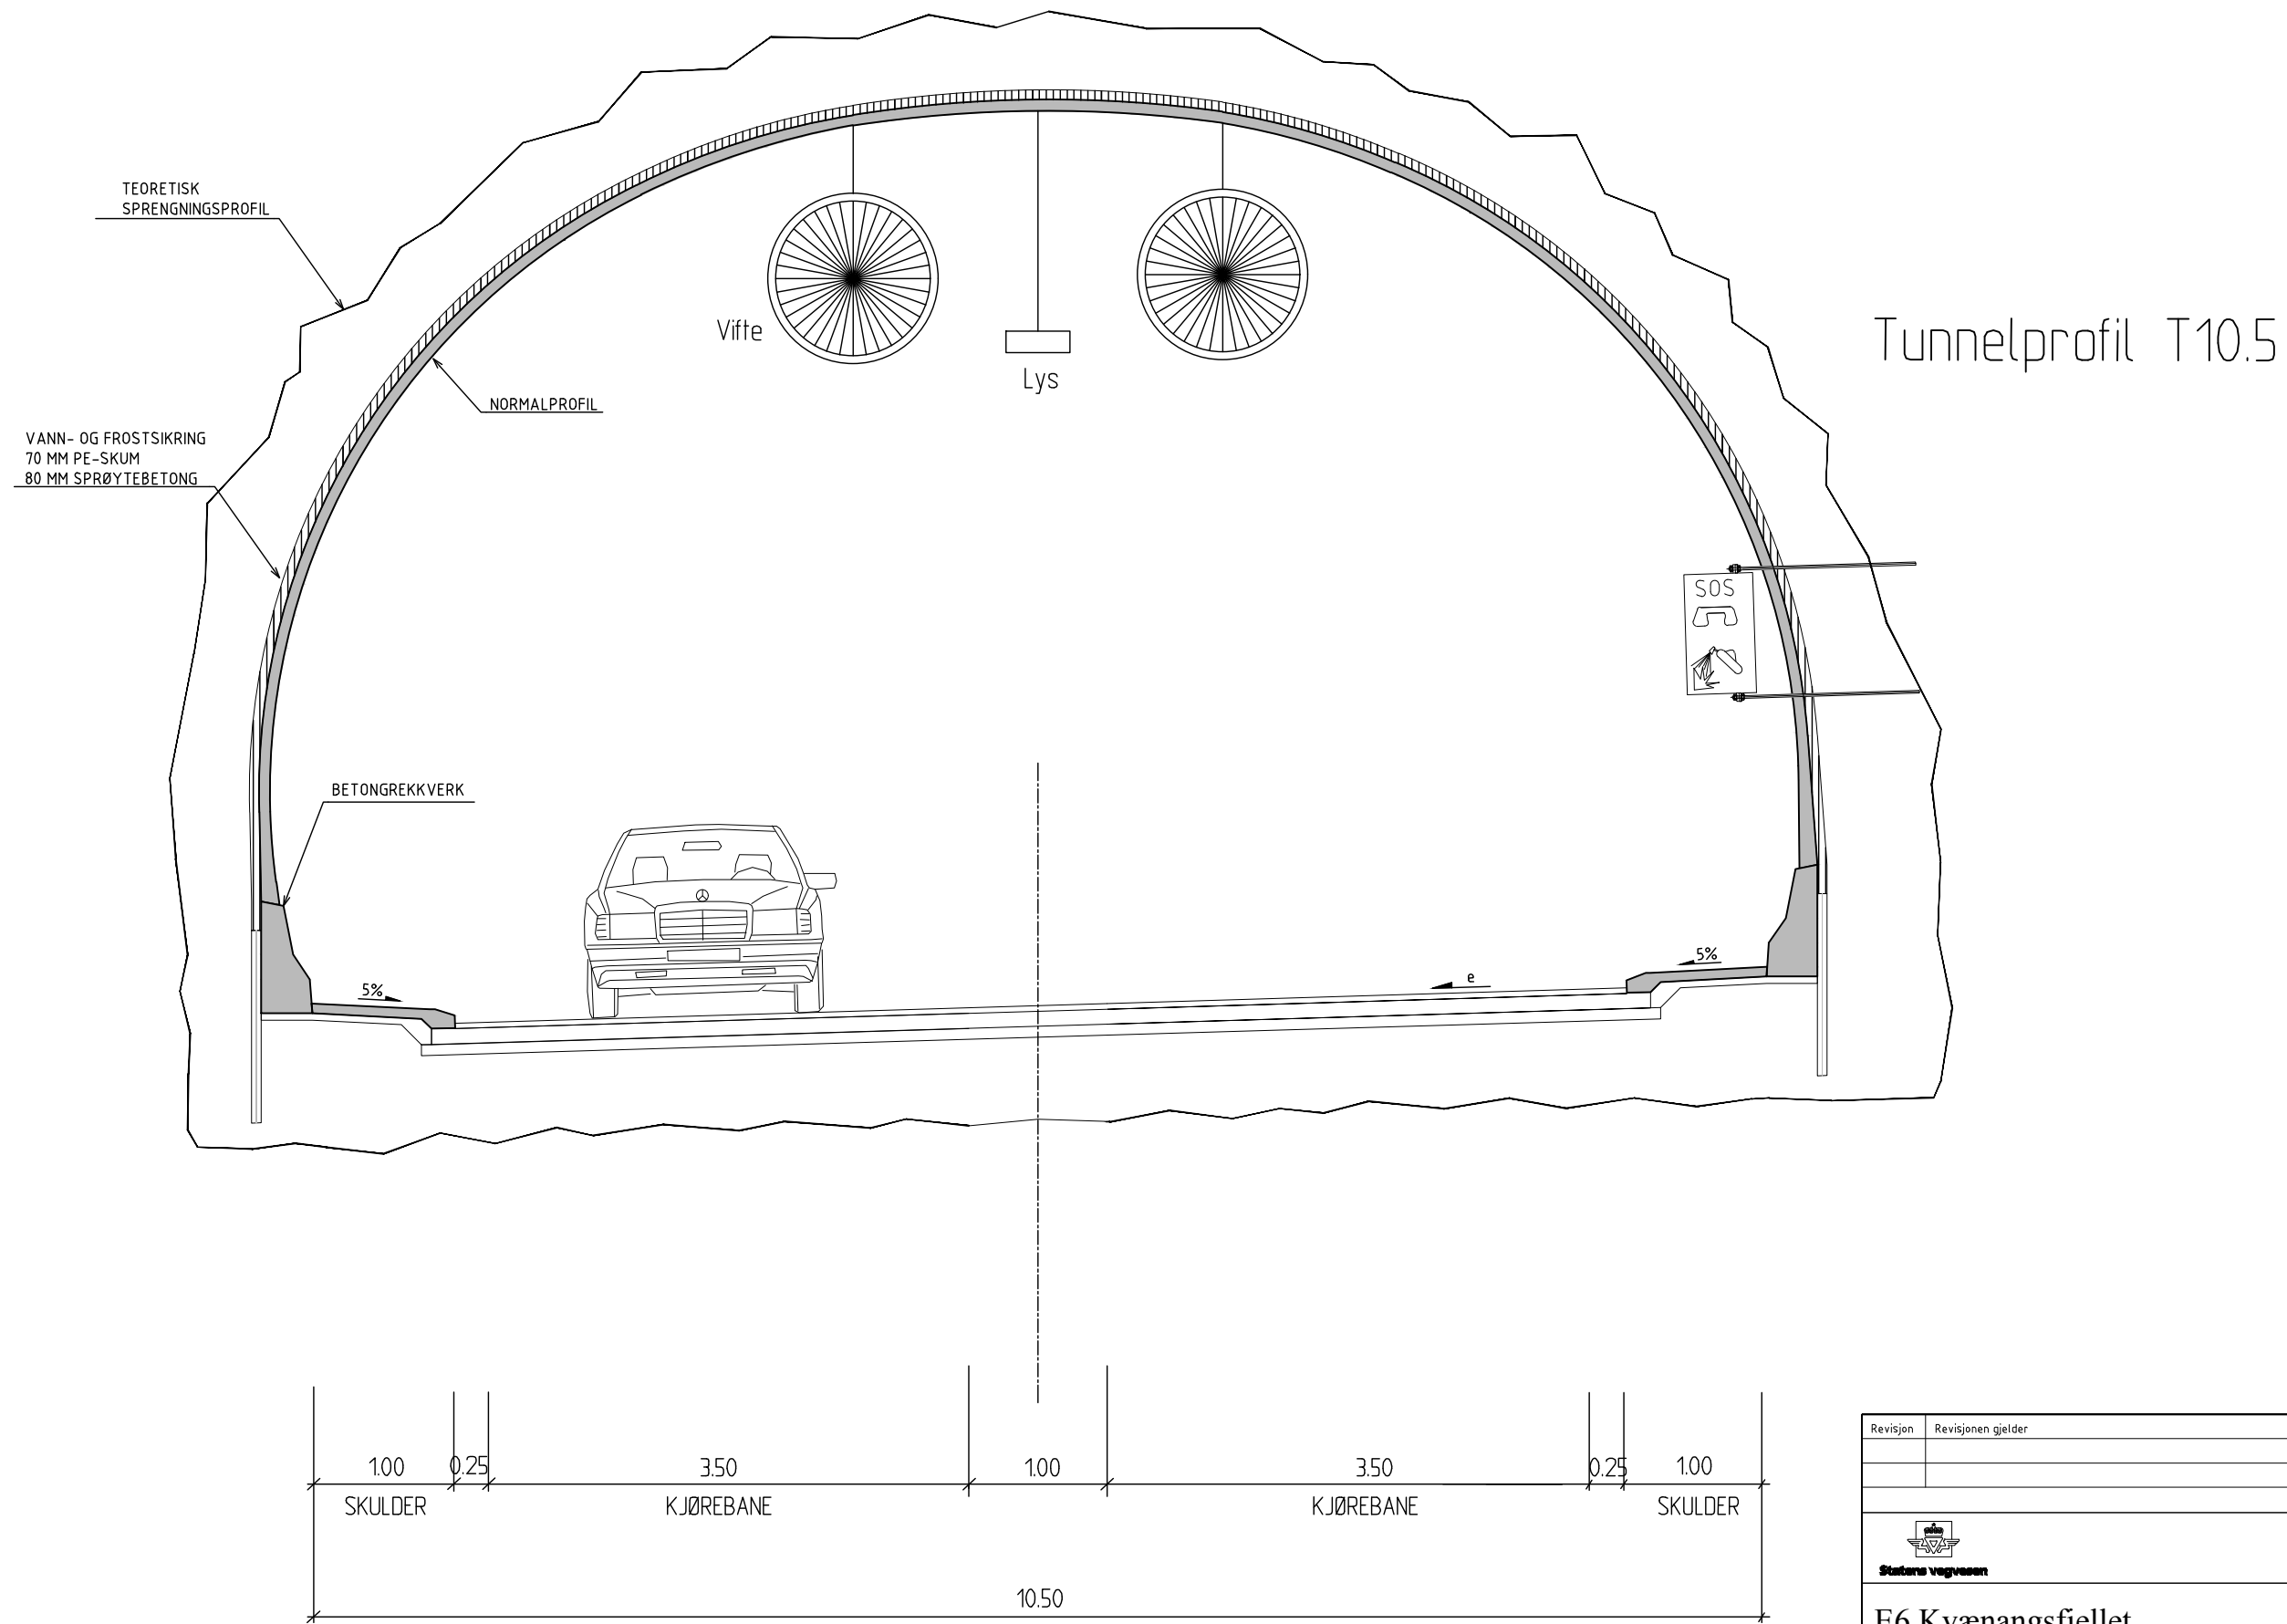 TEORETISK
SPRENGNINGSPROFIL
Vifte
Lys
Tunnelprofil T10.5
NORMALPROFIL
VANN- OG FROSTSIKRING
70 MM PE-SKUM
80 MM SPRØYTEBETONG
SOS
BETONGREKKVERK
5%
e
5%
Revisjon Revisjonen gjelder
1.00 0.25 3.50 1.00 3.50 0.25 1.00
SKULDER KJØREBANE KJØREBANE SKULDER
Statens vegvesen
10.50
E6 Kvænangsfjellet